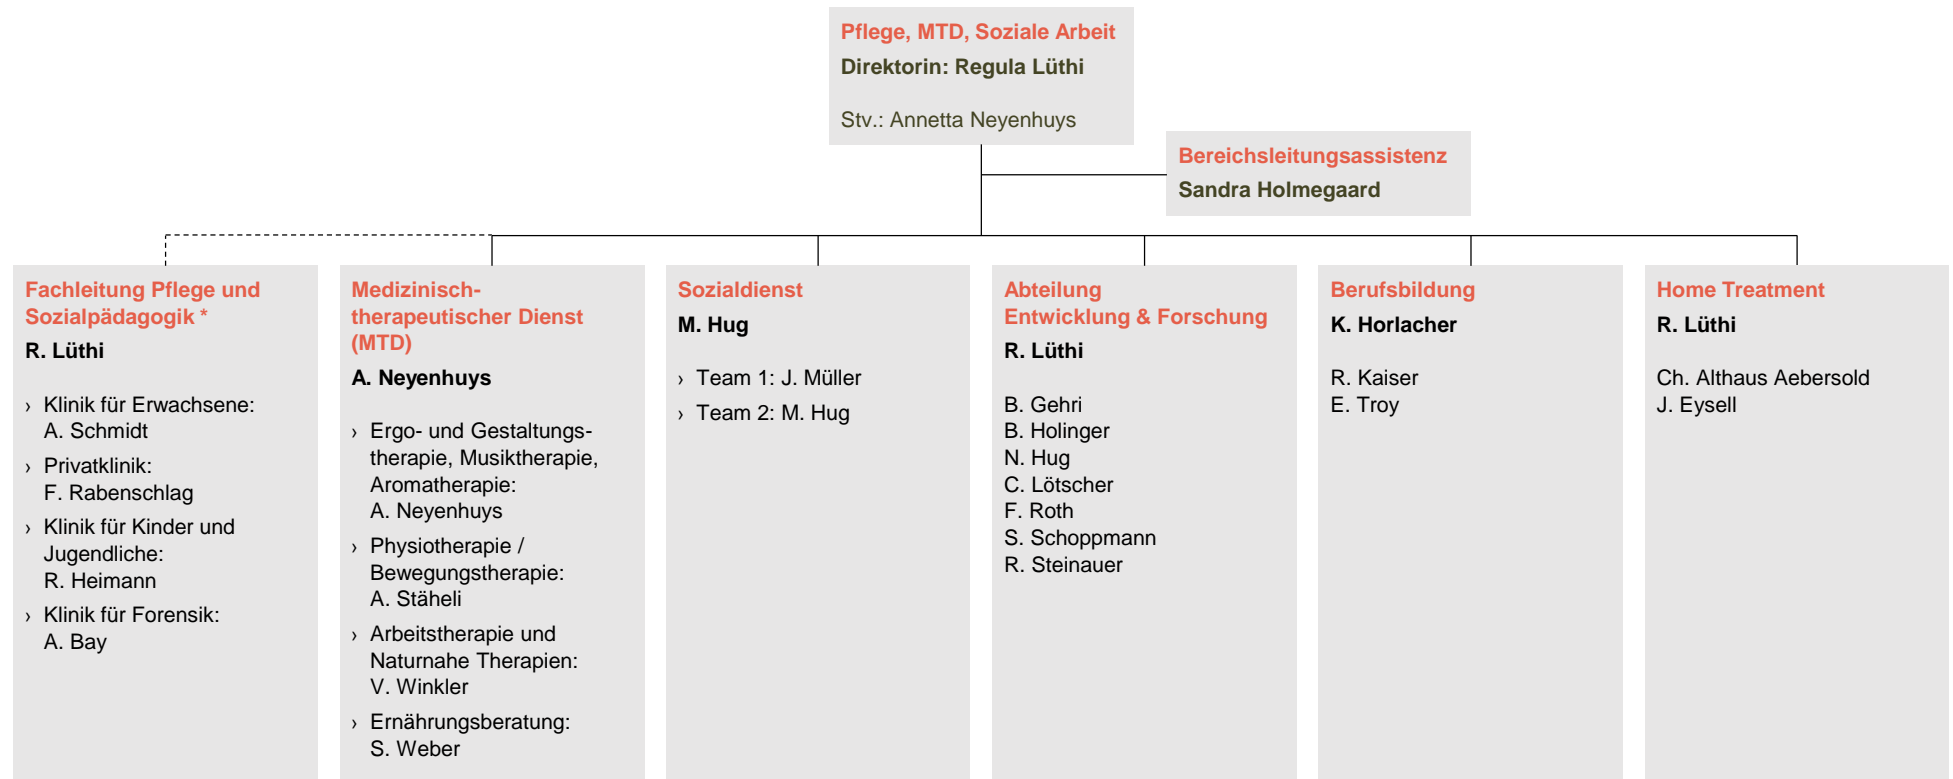 Pflege, MTD, Soziale Arbeit
Direktorin: Regula Lüthi
Stv.: Annetta Neyenhuys
Bereichsleitungsassistenz
Sandra Holmegaard
Fachleitung Pflege und
Sozialpädagogik *
R. Lüthi
› Klinik für Erwachsene:
A. Schmidt
› Privatklinik:
F. Rabenschlag
› Klinik für Kinder und
Jugendliche:
R. Heimann
› Klinik für Forensik:
A. Bay
Medizinisch-
therapeutischer Dienst
(MTD)
A. Neyenhuys
› Ergo- und Gestaltungs-
therapie, Musiktherapie,
Aromatherapie:
A. Neyenhuys
› Physiotherapie /
Bewegungstherapie:
A. Stäheli
› Arbeitstherapie und
Naturnahe Therapien:
V. Winkler
› Ernährungsberatung:
S. Weber
Sozialdienst
M. Hug
› Team 1: J. Müller
› Team 2: M. Hug
Abteilung
Entwicklung & Forschung
R. Lüthi
B. Gehri
B. Holinger
N. Hug
C. Lötscher
F. Roth
S. Schoppmann
R. Steinauer
Berufsbildung
K. Horlacher
R. Kaiser
E. Troy
Home Treatment
R. Lüthi
Ch. Althaus Aebersold
J. Eysell